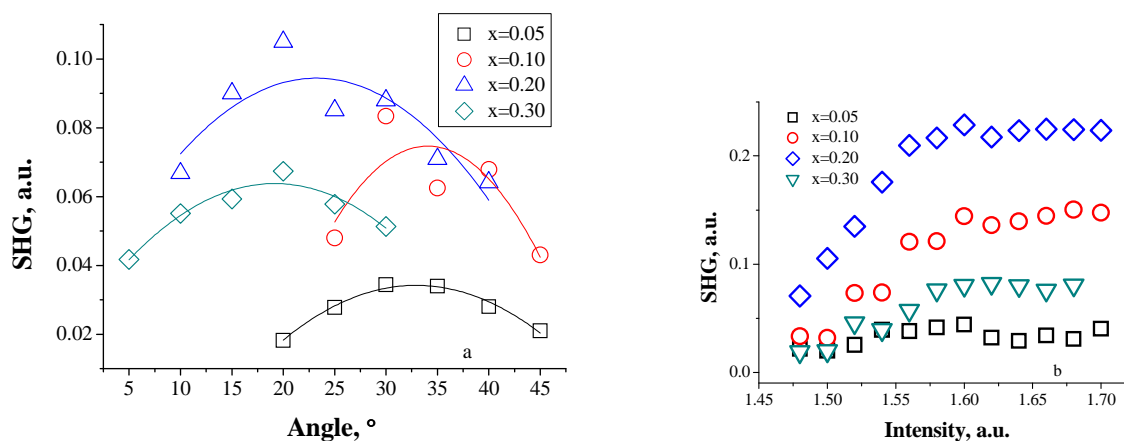 x=0.05
x=0.10
x=0.20
x=0.30
0.10
0.08
0.06
0.04
0.02
SHG, a.u.
a
5 10 15 20 25 30 35 40 45
Angle, °
x=0.05
x=0.10
x=0.20
x=0.30
0.2
0.1
0.0
SHG, a.u.
b
1.45 1.50 1.55 1.60 1.65 1.70
Intensity, a.u.